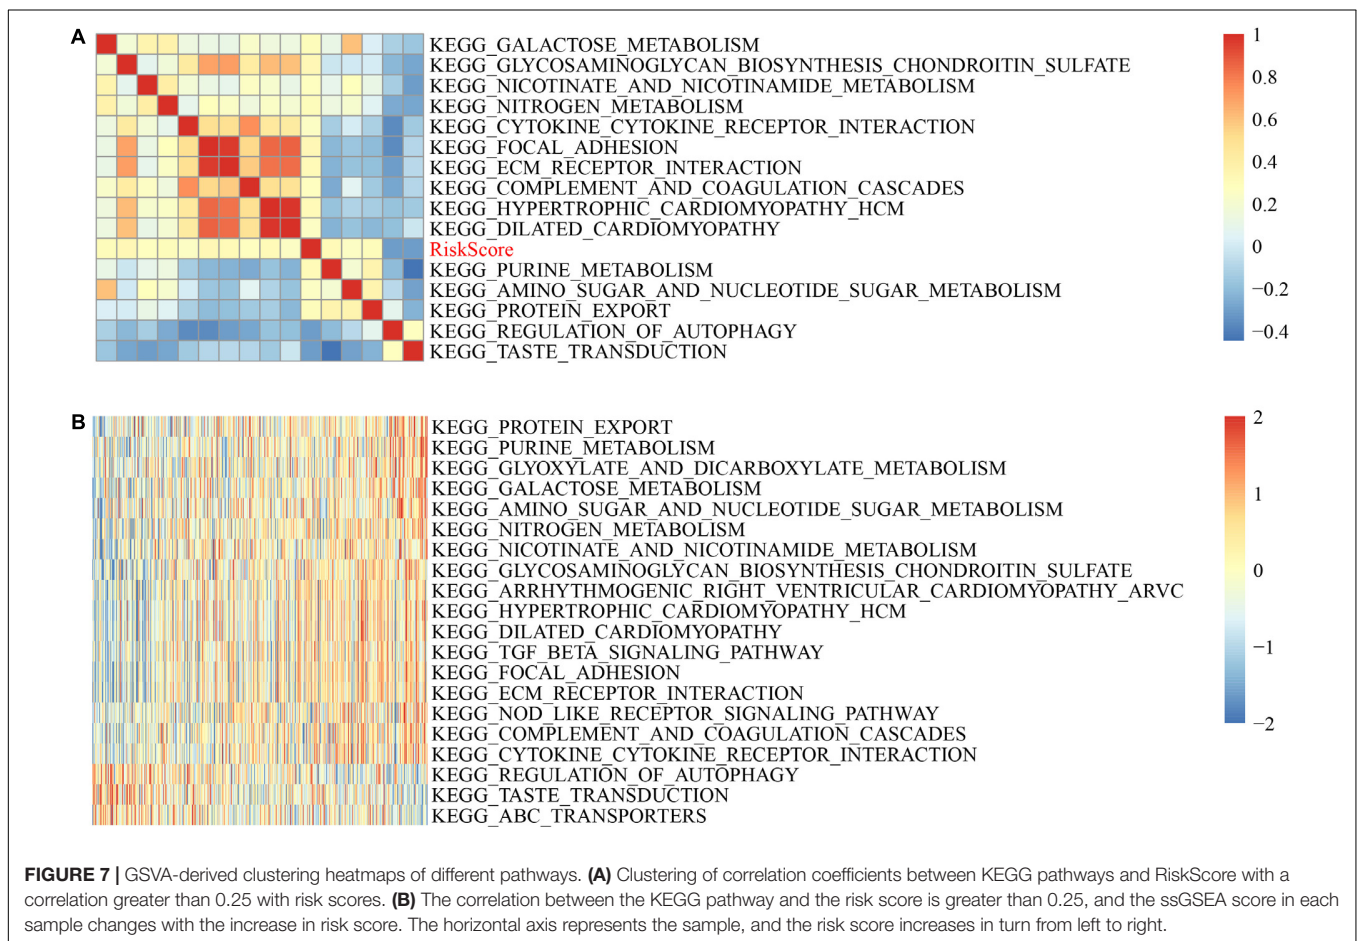 A
KEGG_GALACTOSE_METABOLISM
KEGG_GLYCOSAMINOGLYCAN_BIOSYNTHESIS_CHONDROITIN_SULFATE
KEGG_NICOTINATE_AND_NICOTINAMIDE_METABOLISM
KEGG_NITROGEN_METABOLISM
KEGG_CYTOKINE_CYTOKINE_RECEPTOR_INTERACTION
KEGG_FOCAL_ADHESION
KEGG_ECM_RECEPTOR_INTERACTION
KEGG_COMPLEMENT_AND_COAGULATION_CASCADES
KEGG_HYPERTROPHIC_CARDIOMYOPATHY_HCM
KEGG_DILATED_CARDIOMYOPATHY
RiskScore
KEGG_PURINE_METABOLISM
KEGG_AMINO_SUGAR_AND_NUCLEOTIDE_SUGAR_METABOLISM
KEGG_PROTEIN_EXPORT
KEGG_REGULATION_OF_AUTOPHAGY
KEGG_TASTE_TRANSDUCTION
1
0.8
0.6
0.4
0.2
0
−0.2
−0.4
B
KEGG_PROTEIN_EXPORT
KEGG_PURINE_METABOLISM
KEGG_GLYOXYLATE_AND_DICARBOXYLATE_METABOLISM
KEGG_GALACTOSE_METABOLISM
KEGG_AMINO_SUGAR_AND_NUCLEOTIDE_SUGAR_METABOLISM
KEGG_NITROGEN_METABOLISM
KEGG_NICOTINATE_AND_NICOTINAMIDE_METABOLISM
KEGG_GLYCOSAMINOGLYCAN_BIOSYNTHESIS_CHONDROITIN_SULFATE
KEGG_ARRHYTHMOGENIC_RIGHT_VENTRICULAR_CARDIOMYOPATHY_ARVC
KEGG_HYPERTROPHIC_CARDIOMYOPATHY_HCM
KEGG_DILATED_CARDIOMYOPATHY
KEGG_TGF_BETA_SIGNALING_PATHWAY
KEGG_FOCAL_ADHESION
KEGG_ECM_RECEPTOR_INTERACTION
KEGG_NOD_LIKE_RECEPTOR_SIGNALING_PATHWAY
KEGG_COMPLEMENT_AND_COAGULATION_CASCADES
KEGG_CYTOKINE_CYTOKINE_RECEPTOR_INTERACTION
KEGG_REGULATION_OF_AUTOPHAGY
KEGG_TASTE_TRANSDUCTION
KEGG_ABC_TRANSPORTERS
2
1
0
−1
−2
FIGURE 7 | GSVA-derived clustering heatmaps of different pathways. (A) Clustering of correlation coefficients between KEGG pathways and RiskScore with a
correlation greater than 0.25 with risk scores. (B) The correlation between the KEGG pathway and the risk score is greater than 0.25, and the ssGSEA score in each
sample changes with the increase in risk score. The horizontal axis represents the sample, and the risk score increases in turn from left to right.